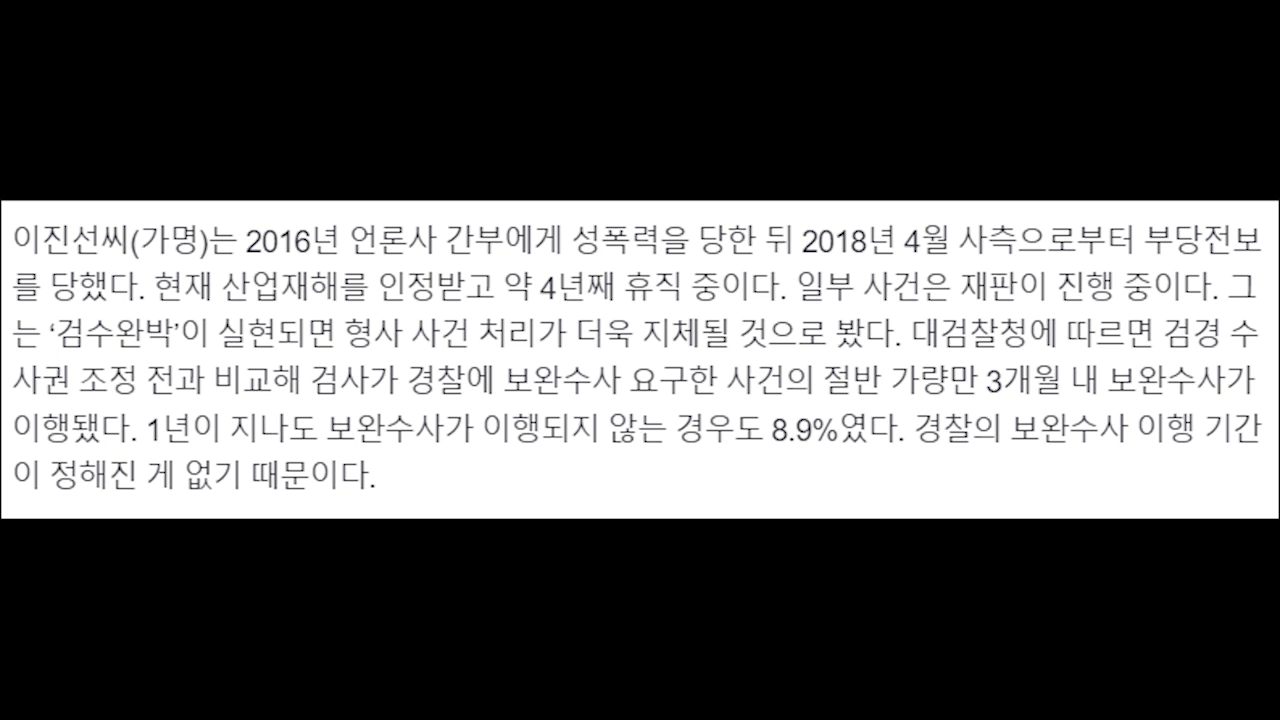 이진선씨(가명)는 2016년 언론사 간부에게 성폭력을 당한 뒤 2018년 4월 사측으로부터 부당전보
를 당했다. 현재 산업재해를 인정받고 약 4년째 휴직 중이다. 일부 사건은 재판이 진행 중이다. 그
는 ‘검수완박’이 실현되면 형사 사건 처리가 더욱 지체될 것으로 봤다. 대검찰청에 따르면 검경 수
사권 조정 전과 비교해 검사가 경찰에 보완수사 요구한 사건의 절반 가량만 3개월 내 보완수사가
이행됐다. 1년이 지나도 보완수사가 이행되지 않는 경우도 8.9%였다. 경찰의 보완수사 이행 기간
이 정해진 게 없기 때문이다.